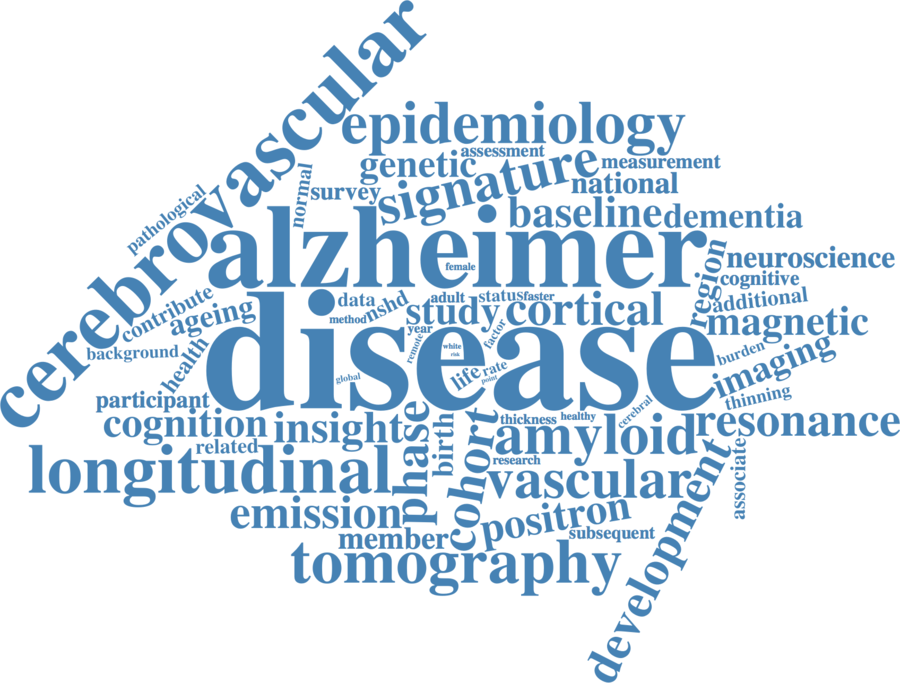 cerebrovascular
epidemiology
assessment
genetic
signature
measurement
national
normal
survey
pathological
baseline
dementia
alzheimer
female
region
neuroscience
cognitive
additional
contribute
ageing
data
nshd
method
adult
status
faster
study
cortical
magnetic
background
health
disease
year
remote
white
risk
factor
life
rate
point
global
burden
imaging
thinning
participant
cognition
related
insight
phase
birth
cohort
thickness
healthy
cerebral
amyloid
resonance
research
longitudinal
vascular
associate
emission
member
positron
subsequent
tomography
development